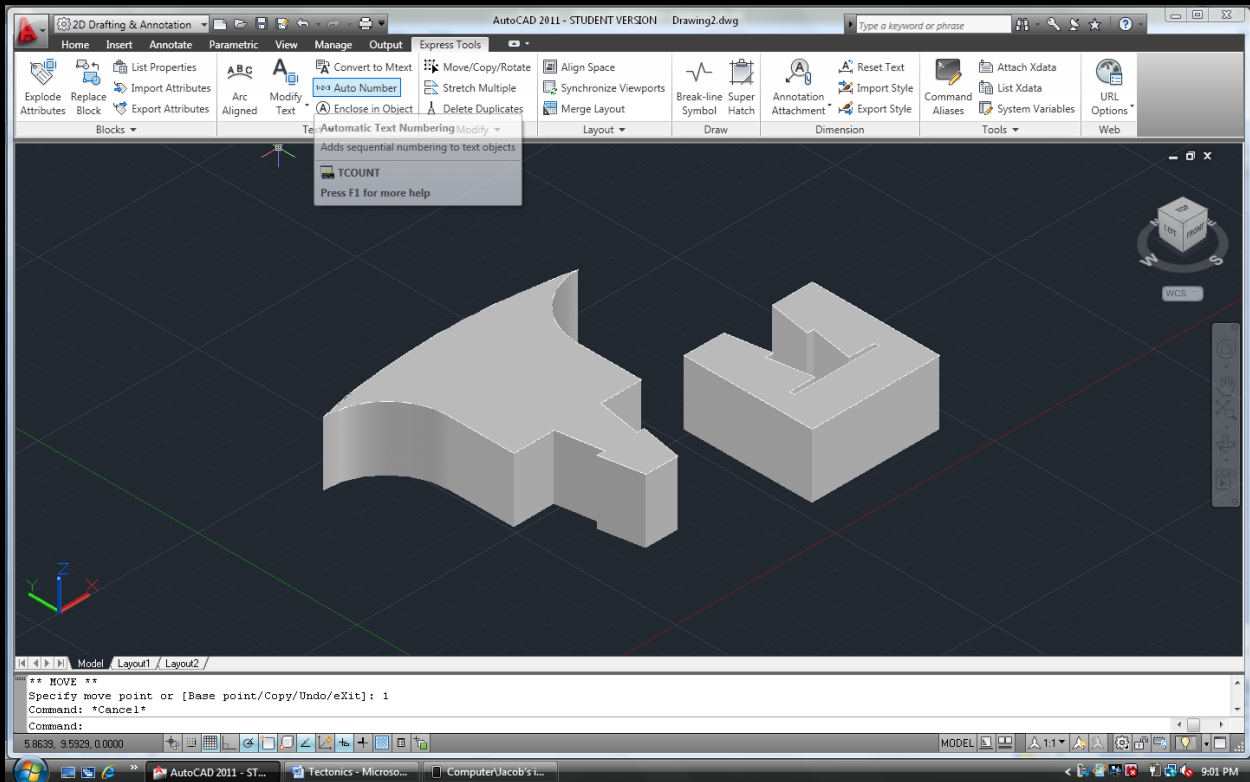 2D Drafting & Annotation
AutoCAD 2011 - STUDENT VERSION Drawing2.dwg
Type a keyword or phrase
Home Insert Annotate Parametric View Manage Output Express Tools
Explode Attributes
Replace Block
List Properties
Import Attributes
Export Attributes
Blocks
ABC
Arc Aligned
A
Modify Text
Convert to Mtext
1-2-3 Auto Number
Enclose in Object
Move/Copy/Rotate
Stretch Multiple
Delete Duplicates
Modify
Align Space
Synchronize Viewports
Merge Layout
Layout
Break-line Symbol
Super Hatch
Draw
Annotation Attachment
Reset Text
Import Style
Export Style
Dimension
Command Aliases
Attach Xdata
List Xdata
System Variables
Tools
URL Options
Web
Automatic Text Numbering
Adds sequential numbering to text objects
TCOUNT
Press F1 for more help
TOP
LEFT FRONT
W S
WCS
Z
Y X
Model Layout1 Layout2
** MOVE **
Specify move point or [Base point/Copy/Undo/eXit]: 1
Command: *Cancel*
Command:
5.8639, 9.5929, 0.0000
MODEL
1:1
AutoCAD 2011 - ST...
Tectonics - Microso...
Computer\Jacob's i...
9:01 PM